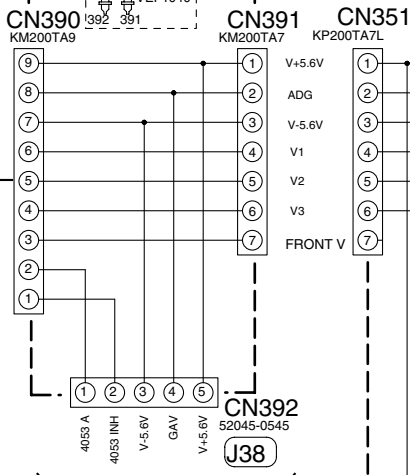 CN390
KM200TA9
392 391
CN391
KM200TA7
CN351
KP200TA7L
9
8
7
6
5
4
3
2
1
1 V+5.6V
2 ADG
3 V-5.6V
4 V1
5 V2
6 V3
7 FRONT V
1
2
3
4
5
6
7
1 2 3 4 5
4053 A
4053 INH
V-5.6V
GAV
V+5.6V
CN392
52045-0545
J38